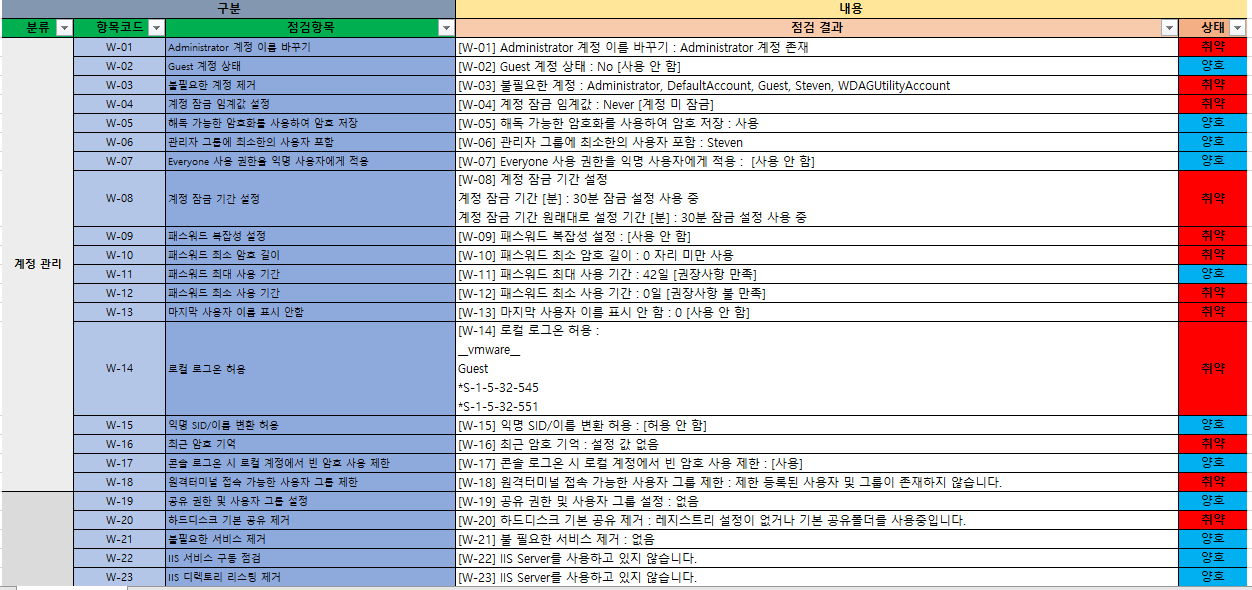 구분 내용
분류 항목코드 점검항목 점검 결과 상태
계정 관리
W-01 Administrator 계정 이름 바꾸기 [W-01] Administrator 계정 이름 바꾸기 : Administrator 계정 존재 취약
W-02 Guest 계정 상태 [W-02] Guest 계정 상태 : No [사용 안 함] 양호
W-03 불필요한 계정 제거 [W-03] 불필요한 계정 : Administrator, DefaultAccount, Guest, Steven, WDAGUtilityAccount 취약
W-04 계정 잠금 임계값 설정 [W-04] 계정 잠금 임계값 : Never [계정 미 잠금] 취약
W-05 해독 가능한 암호화를 사용하여 암호 저장 [W-05] 해독 가능한 암호화를 사용하여 암호 저장 : 사용 양호
W-06 관리자 그룹에 최소한의 사용자 포함 [W-06] 관리자 그룹에 최소한의 사용자 포함 : Steven 양호
W-07 Everyone 사용 권한을 익명 사용자에게 적용 [W-07] Everyone 사용 권한을 익명 사용자에게 적용 : [사용 안 함] 양호
W-08 계정 잠금 기간 설정 [W-08] 계정 잠금 기간 설정
계정 잠금 기간 [분] : 30분 잠금 설정 사용 중
계정 잠금 기간 원래대로 설정 기간 [분] : 30분 잠금 설정 사용 중
취약
W-09 패스워드 복잡성 설정 [W-09] 패스워드 복잡성 설정 : [사용 안 함] 취약
W-10 패스워드 최소 암호 길이 [W-10] 패스워드 최소 암호 길이 : 0 자리 미만 사용 취약
W-11 패스워드 최대 사용 기간 [W-11] 패스워드 최대 사용 기간 : 42일 [권장사항 만족] 양호
W-12 패스워드 최소 사용 기간 [W-12] 패스워드 최소 사용 기간 : 0일 [권장사항 불 만족] 취약
W-13 마지막 사용자 이름 표시 안함 [W-13] 마지막 사용자 이름 표시 안 함 : 0 [사용 안 함] 취약
W-14 로컬 로그온 허용 [W-14] 로컬 로그온 허용 :
__vmware__
Guest
*S-1-5-32-545
*S-1-5-32-551
취약
W-15 익명 SID/이름 변환 허용 [W-15] 익명 SID/이름 변환 허용 : [허용 안 함] 양호
W-16 최근 암호 기억 [W-16] 최근 암호 기억 : 설정 값 없음 취약
W-17 콘솔 로그온 시 로컬 계정에서 빈 암호 사용 제한 [W-17] 콘솔 로그온 시 로컬 계정에서 빈 암호 사용 제한 : [사용] 양호
W-18 원격터미널 접속 가능한 사용자 그룹 제한 [W-18] 원격터미널 접속 가능한 사용자 그룹 제한 : 제한 등록된 사용자 및 그룹이 존재하지 않습니다. 취약
W-19 공유 권한 및 사용자 그룹 설정 [W-19] 공유 권한 및 사용자 그룹 설정 : 없음 양호
W-20 하드디스크 기본 공유 제거 [W-20] 하드디스크 기본 공유 제거 : 레지스트리 설정이 없거나 기본 공유폴더를 사용중입니다. 취약
W-21 불필요한 서비스 제거 [W-21] 불 필요한 서비스 제거 : 없음 양호
W-22 IIS 서비스 구동 점검 [W-22] IIS Server를 사용하고 있지 않습니다. 양호
W-23 IIS 디렉토리 리스팅 제거 [W-23] IIS Server를 사용하고 있지 않습니다. 양호